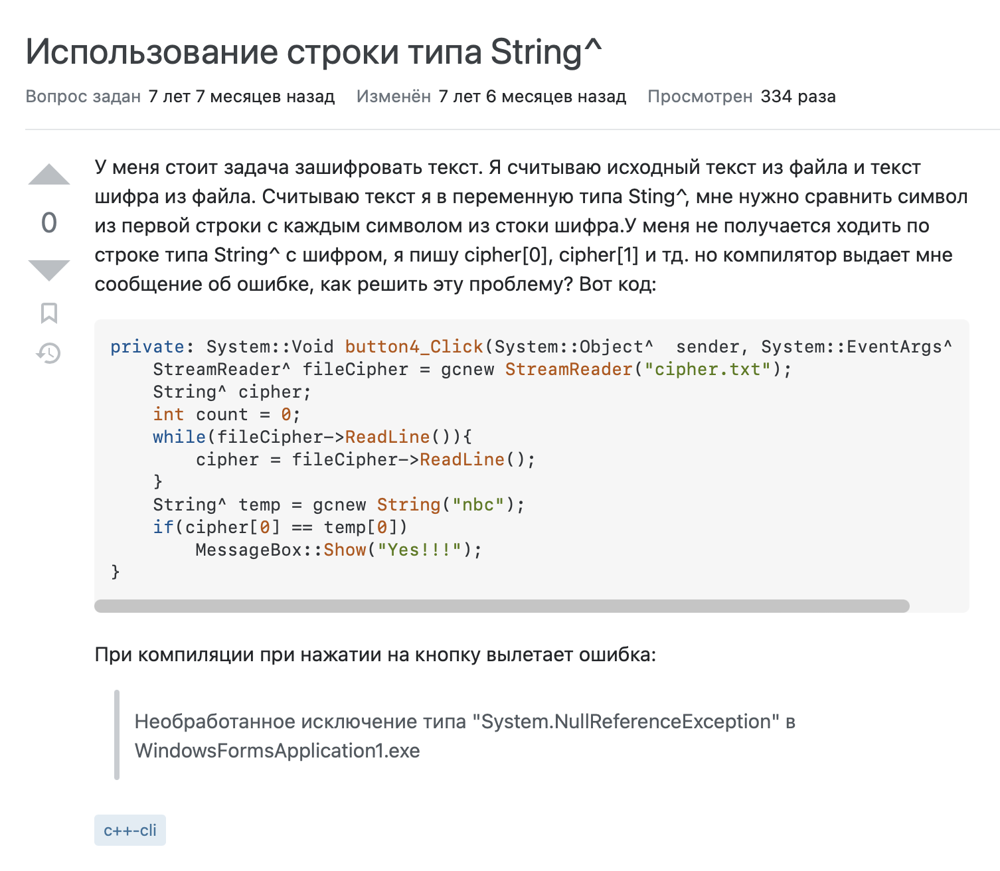 Использование строки типа String^
Вопрос задан 7 лет 7 месяцев назад Изменён 7 лет 6 месяцев назад Просмотрен 334 раза
У меня стоит задача зашифровать текст. Я считываю исходный текст из файла и текст
шифра из файла. Считываю текст я в переменную типа Sting^, мне нужно сравнить символ
0
из первой строки с каждым символом из стоки шифра.У меня не получается ходить по
строке типа String^ с шифром, я пишу cipher[0], cipher[1] и тд. но компилятор выдает мне
сообщение об ошибке, как решить эту проблему? Вот код:
private: System::Void button4_Click(System::Object^  sender, System::EventArgs^
    StreamReader^ fileCipher = gcnew StreamReader("cipher.txt");
    String^ cipher;
    int count = 0;
    while(fileCipher->ReadLine()){
        cipher = fileCipher->ReadLine();
    }
    String^ temp = gcnew String("nbc");
    if(cipher[0] == temp[0])
        MessageBox::Show("Yes!!!");
}
При компиляции при нажатии на кнопку вылетает ошибка:
Необработанное исключение типа "System.NullReferenceException" в
WindowsFormsApplication1.exe
c++-cli